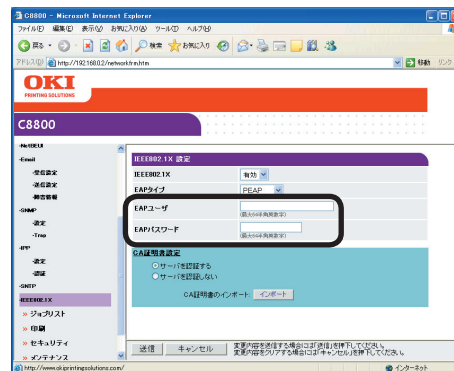 C8800 - Microsoft Internet Explorer
ファイル(F) 編集(E) 表示(V) お気に入り(A) ツール(T) ヘルプ(H)
戻る 検索 お気に入り
アドレス(D) http://192.168.0.2/networkfrm.htm 移動 リンク
OKI
PRINTING SOLUTIONS
C8800
-NetBEUI
-Email
-受信設定
-送信設定
-障害情報
-SNMP
-設定
-Trap
-IPP
-設定
-認証
-SNTP
-IEEE802.1X
» ジョブリスト
» 印刷
» セキュリティ
» メンテナンス
IEEE802.1X 設定
IEEE802.1X 有効
EAPタイプ PEAP
EAPユーザ
(最大64半角英数字)
EAPパスワード
(最大64半角英数字)
CA証明書設定
サーバを認証する
サーバを認証しない
CA証明書のインポート: インポート
送信 キャンセル 変更内容を送信する場合には「送信」を押下してください。
変更内容をクリアする場合には「キャンセル」を押下してください。
http://www.okiprintingsolutions.com/ インターネット